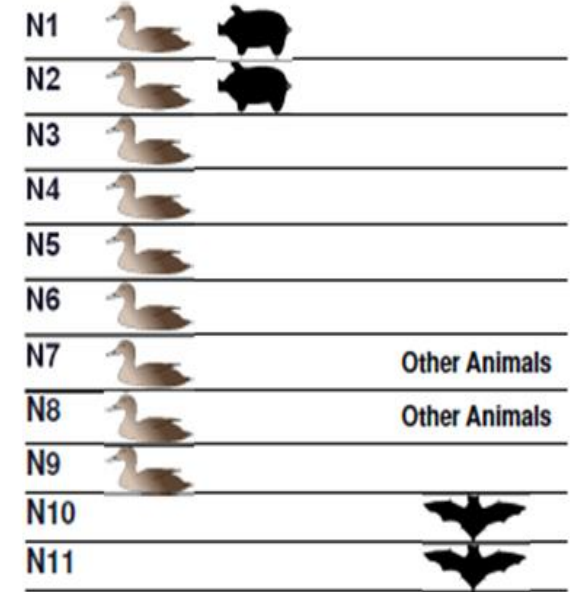 N1
N2
N3
N4
N5
N6
N7 Other Animals
N8 Other Animals
N9
N10
N11